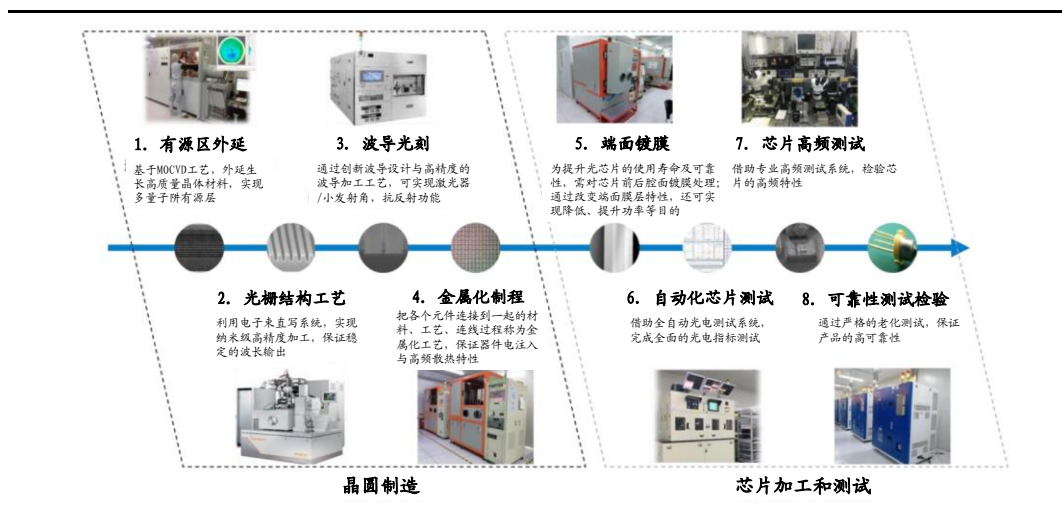 1. 有源区外延
基于MOCVD工艺，外延生
长高质量晶体材料，实现
多量子阱有源层
3. 波导光刻
通过创新波导设计与高精度的
波导加工工艺，可实现激光器
/小发射角，抗反射功能
5. 端面镀膜
为提升光芯片的使用寿命及可靠
性，需对芯片前后腔面镀膜处理；
通过改变端面膜层特性，还可实
现降低、提升功率等目的
7. 芯片高频测试
借助专业高频测试系统，检验芯
片的高频特性
2. 光栅结构工艺
利用电子束直写系统，实现
纳米级高精度加工，保证稳
定的波长输出
4. 金属化制程
把各个元件连接到一起的材
料、工艺、连线过程称为金
属化工艺，保证器件电注入
与高频散热特性
6. 自动化芯片测试
借助全自动光电测试系统，
完成全面的光电指标测试
8. 可靠性测试检验
通过严格的老化测试，保证
产品的高可靠性
晶圆制造
芯片加工和测试